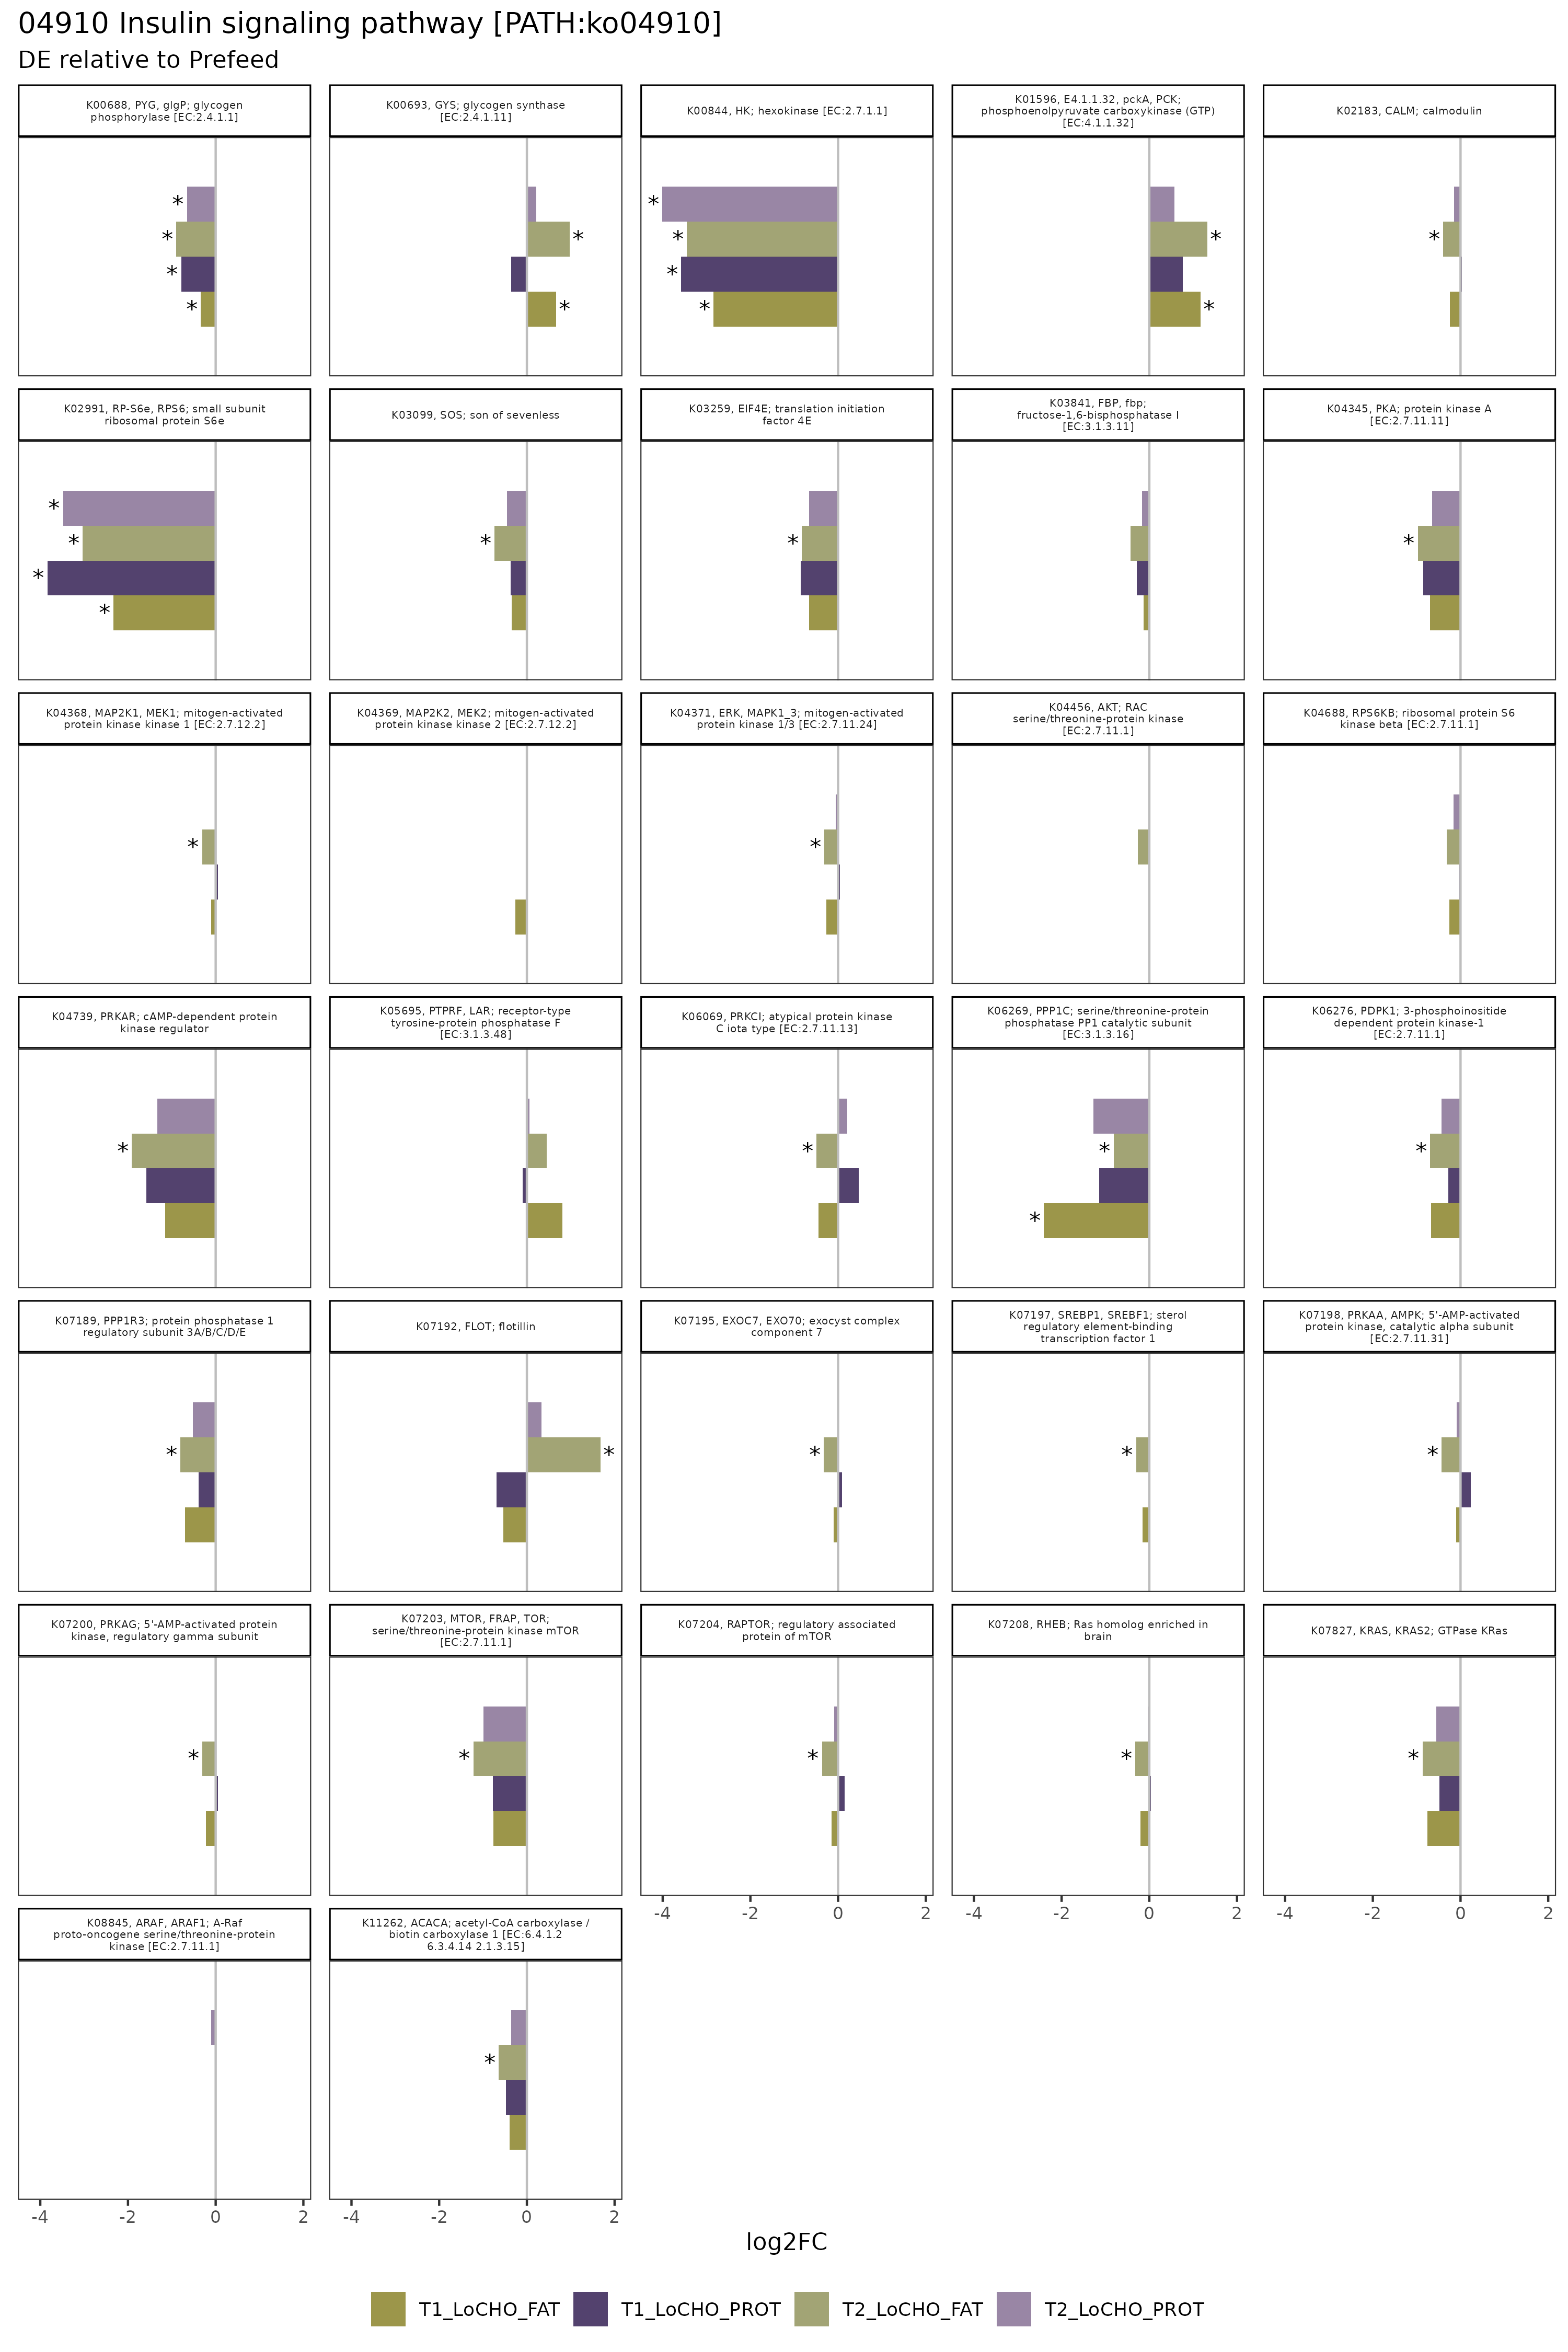 04910 Insulin signaling pathway [PATH:ko04910]
DE relative to Prefeed
K00688, PYG, glgP; glycogen
phosphorylase [EC:2.4.1.1]
K00693, GYS; glycogen synthase
[EC:2.4.1.11]
K00844, HK; hexokinase [EC:2.7.1.1]
K01596, E4.1.1.32, pckA, PCK;
phosphoenolpyruvate carboxykinase (GTP)
[EC:4.1.1.32]
K02183, CALM; calmodulin
*
*
*
*
*
*
*
*
*
*
*
*
*
K02991, RP-S6e, RPS6; small subunit
ribosomal protein S6e
K03099, SOS; son of sevenless
K03259, EIF4E; translation initiation
factor 4E
K03841, FBP, fbp;
fructose-1,6-bisphosphatase I
[EC:3.1.3.11]
K04345, PKA; protein kinase A
[EC:2.7.11.11]
*
*
*
*
*
*
*
K04368, MAP2K1, MEK1; mitogen-activated
protein kinase kinase 1 [EC:2.7.12.2]
K04369, MAP2K2, MEK2; mitogen-activated
protein kinase kinase 2 [EC:2.7.12.2]
K04371, ERK, MAPK1_3; mitogen-activated
protein kinase 1/3 [EC:2.7.11.24]
K04456, AKT; RAC
serine/threonine-protein kinase
[EC:2.7.11.1]
K04688, RPS6KB; ribosomal protein S6
kinase beta [EC:2.7.11.1]
*
*
K04739, PRKAR; cAMP-dependent protein
kinase regulator
K05695, PTPRF, LAR; receptor-type
tyrosine-protein phosphatase F
[EC:3.1.3.48]
K06069, PRKCI; atypical protein kinase
C iota type [EC:2.7.11.13]
K06269, PPP1C; serine/threonine-protein
phosphatase PP1 catalytic subunit
[EC:3.1.3.16]
K06276, PDPK1; 3-phosphoinositide
dependent protein kinase-1
[EC:2.7.11.1]
*
*
*
*
*
K07189, PPP1R3; protein phosphatase 1
regulatory subunit 3A/B/C/D/E
K07192, FLOT; flotillin
K07195, EXOC7, EXO70; exocyst complex
component 7
K07197, SREBP1, SREBF1; sterol
regulatory element-binding
transcription factor 1
K07198, PRKAA, AMPK; 5'-AMP-activated
protein kinase, catalytic alpha subunit
[EC:2.7.11.31]
*
*
*
*
*
K07200, PRKAG; 5'-AMP-activated protein
kinase, regulatory gamma subunit
K07203, MTOR, FRAP, TOR;
serine/threonine-protein kinase mTOR
[EC:2.7.11.1]
K07204, RAPTOR; regulatory associated
protein of mTOR
K07208, RHEB; Ras homolog enriched in
brain
K07827, KRAS, KRAS2; GTPase KRas
*
*
*
*
*
-4 -2 0 2
-4 -2 0 2
-4 -2 0 2
K08845, ARAF, ARAF1; A-Raf
proto-oncogene serine/threonine-protein
kinase [EC:2.7.11.1]
K11262, ACACA; acetyl-CoA carboxylase /
biotin carboxylase 1 [EC:6.4.1.2
6.3.4.14 2.1.3.15]
*
-4 -2 0 2
-4 -2 0 2
log2FC
T1_LoCHO_FAT T1_LoCHO_PROT T2_LoCHO_FAT T2_LoCHO_PROT